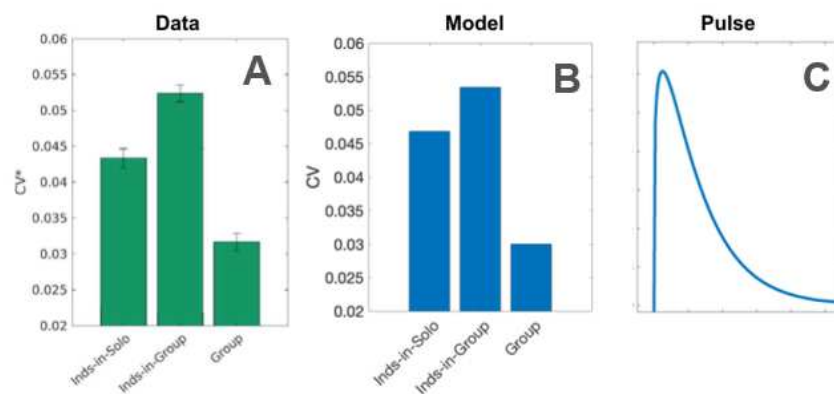 Data
Model
Pulse
A
B
C
CV*
0.06
0.055
0.05
0.045
0.04
0.035
0.03
0.025
0.02
Inds-in-Solo
Inds-in-Group
Group
CV
0.06
0.055
0.05
0.045
0.04
0.035
0.03
0.025
0.02
Inds-in-Solo
Inds-in-Group
Group